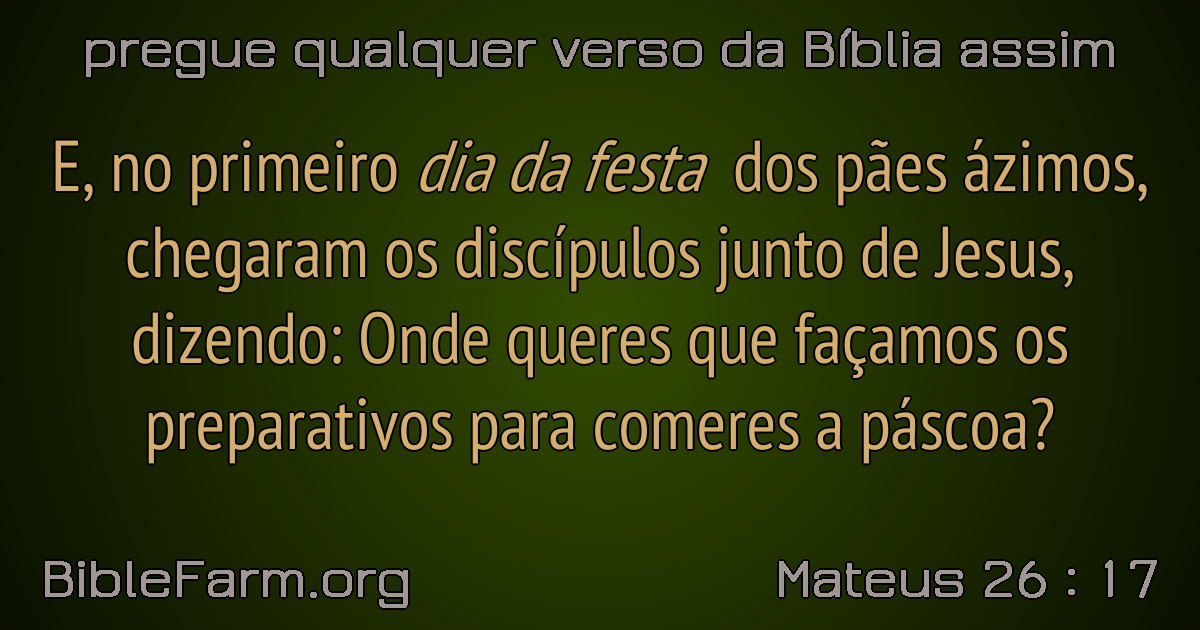 pregue qualquer verso da Bíblia assim
E, no primeiro dia da festa dos pães ázimos,
chegaram os discípulos junto de Jesus,
dizendo: Onde queres que façamos os
preparativos para comeres a páscoa?
BibleFarm.org
Mateus 26 : 17